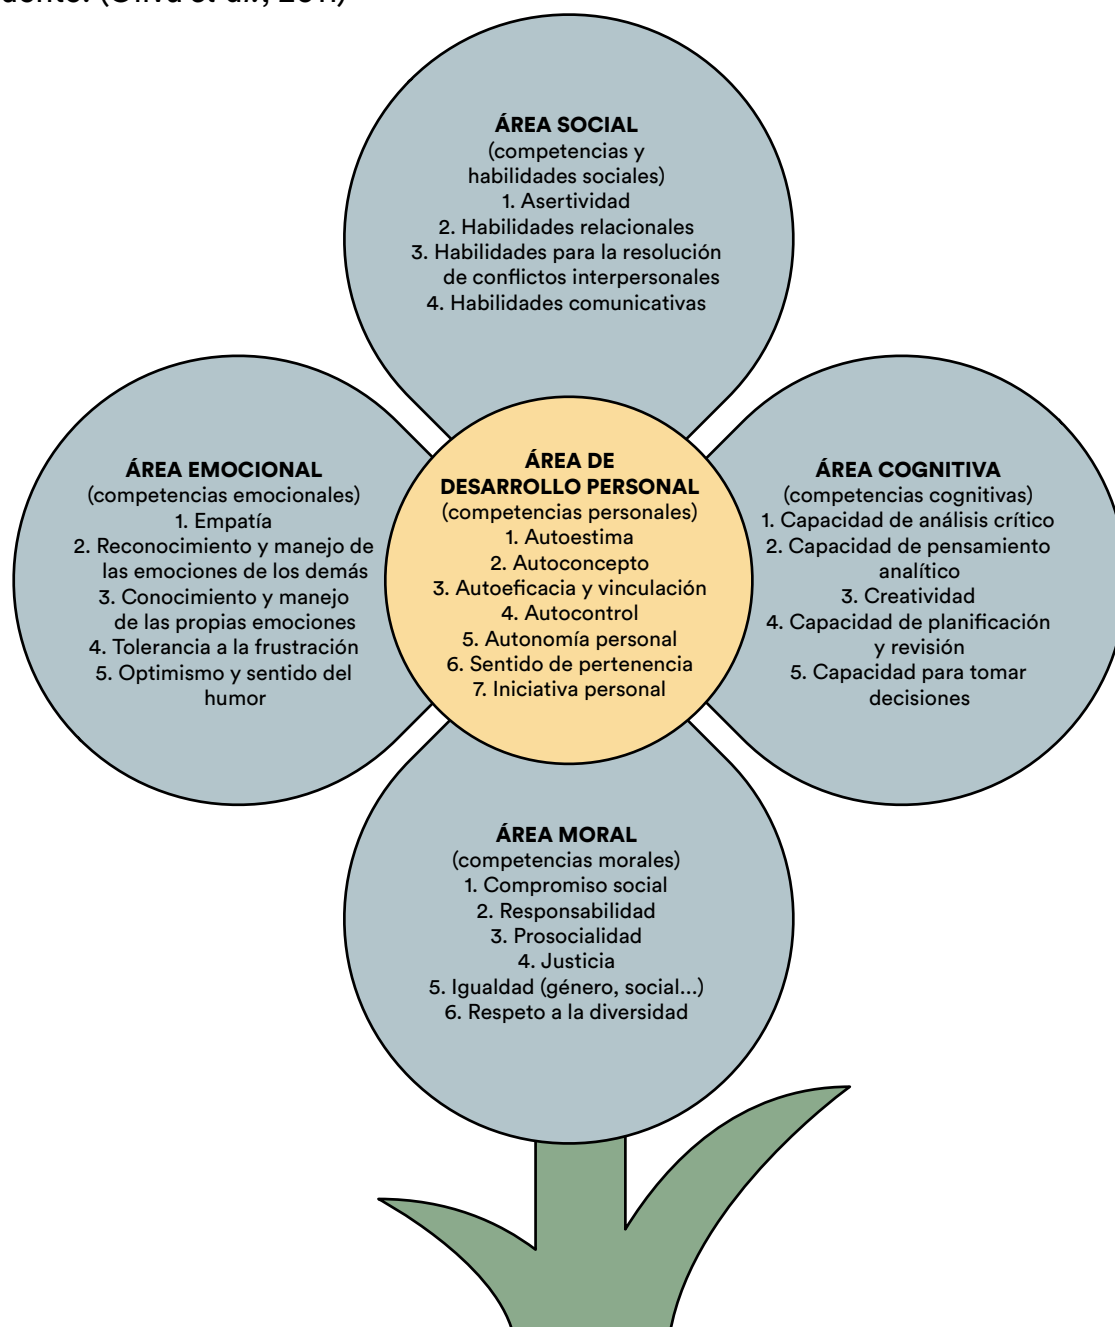 (Oliva et al., 2011)
ÁREA SOCIAL
(competencias y
habilidades sociales)
1. Asertividad
2. Habilidades relacionales
3. Habilidades para la resolución
de conflictos interpersonales
4. Habilidades comunicativas
ÁREA EMOCIONAL
(competencias emocionales)
1. Empatía
2. Reconocimiento y manejo de
las emociones de los demás
3. Conocimiento y manejo
de las propias emociones
4. Tolerancia a la frustración
5. Optimismo y sentido del
humor
ÁREA DE
DESARROLLO PERSONAL
(competencias personales)
1. Autoestima
2. Autoconcepto
3. Autoeficacia y vinculación
4. Autocontrol
5. Autonomía personal
6. Sentido de pertenencia
7. Iniciativa personal
ÁREA COGNITIVA
(competencias cognitivas)
1. Capacidad de análisis crítico
2. Capacidad de pensamiento
analítico
3. Creatividad
4. Capacidad de planificación
y revisión
5. Capacidad para tomar
decisiones
ÁREA MORAL
(competencias morales)
1. Compromiso social
2. Responsabilidad
3. Prosocialidad
4. Justicia
5. Igualdad (género, social...)
6. Respeto a la diversidad